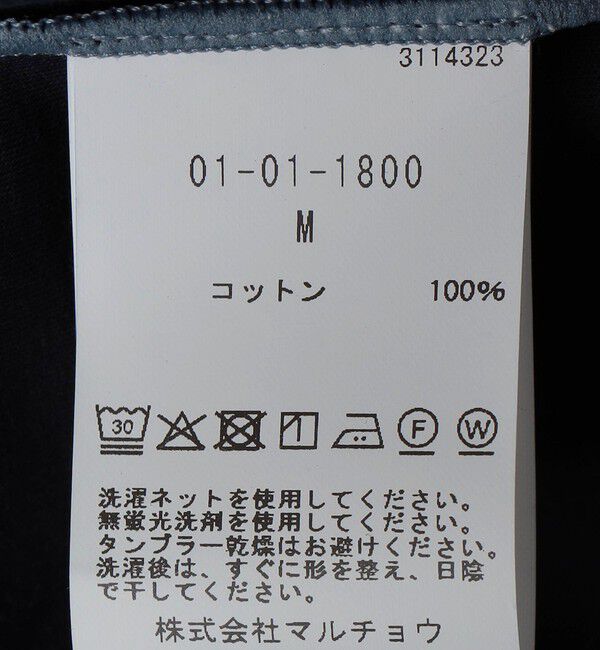 3114323
01-01-1800
M
コットン 100%
30 F W
洗濯ネットを使用してください。
無蛍光洗剤を使用してください。
タンブラー乾燥はお避けください。
洗濯後は、すぐに形を整え、日陰
で干してください。
株式会社マルチョウ